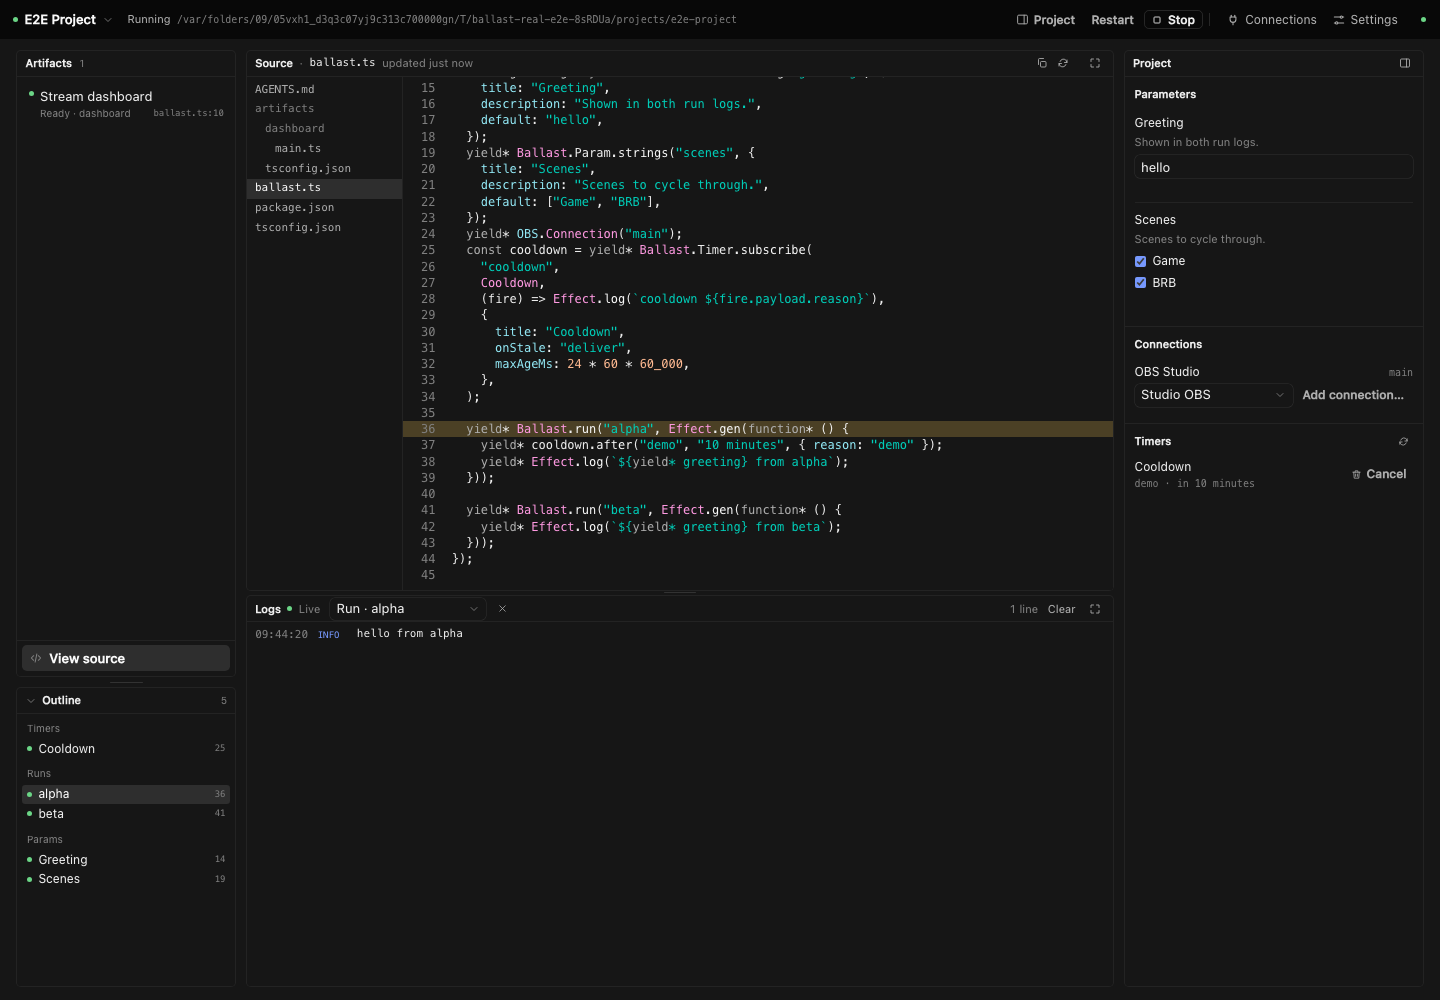 E2E Project Running /var/folders/09/05vxh1_d3q3c07yj9c313c700000gn/T/ballast-real-e2e-8sRDUa/projects/e2e-project Project Restart Stop Connections Settings
Artifacts 1
Stream dashboard
Ready · dashboard ballast.ts:10
View source
Outline 5
Timers
Cooldown 25
Runs
alpha 36
beta 41
Params
Greeting 14
Scenes 19
Source · ballast.ts updated just now
AGENTS.md
artifacts
dashboard
main.ts
tsconfig.json
ballast.ts
package.json
tsconfig.json
15 title: "Greeting",
16 description: "Shown in both run logs.",
17 default: "hello",
18 });
19 yield* Ballast.Param.strings("scenes", {
20 title: "Scenes",
21 description: "Scenes to cycle through.",
22 default: ["Game", "BRB"],
23 });
24 yield* OBS.Connection("main");
25 const cooldown = yield* Ballast.Timer.subscribe(
26 "cooldown",
27 Cooldown,
28 (fire) => Effect.log(`cooldown ${fire.payload.reason}`),
29 {
30 title: "Cooldown",
31 onStale: "deliver",
32 maxAgeMs: 24 * 60 * 60_000,
33 },
34 );
35
36 yield* Ballast.run("alpha", Effect.gen(function* () {
37 yield* cooldown.after("demo", "10 minutes", { reason: "demo" });
38 yield* Effect.log(`${yield* greeting} from alpha`);
39 }));
40
41 yield* Ballast.run("beta", Effect.gen(function* () {
42 yield* Effect.log(`${yield* greeting} from beta`);
43 }));
44 });
45
Logs Live Run · alpha 1 line Clear
09:44:20 INFO hello from alpha
Project
Parameters
Greeting
Shown in both run logs.
hello
Scenes
Scenes to cycle through.
Game
BRB
Connections
OBS Studio main
Studio OBS Add connection...
Timers
Cooldown
demo · in 10 minutes
Cancel